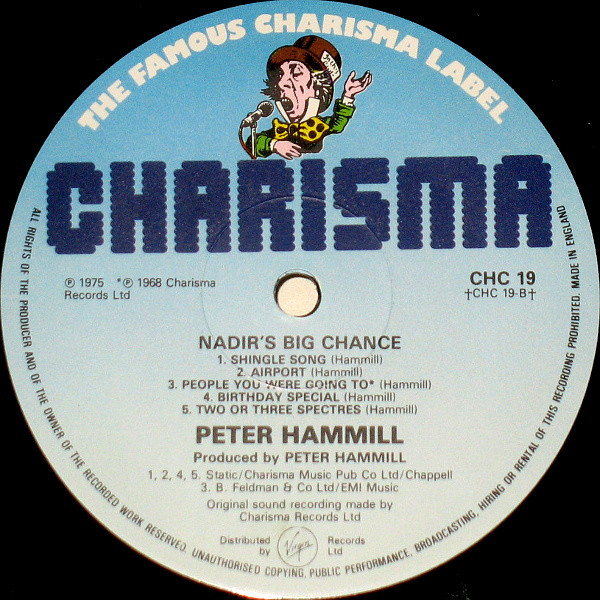 THE FAMOUS CHARISMA LABEL
CHARISMA
℗ 1975 *℗ 1968 Charisma
Records Ltd
CHC 19
†CHC 19-B†
NADIR'S BIG CHANCE
1. SHINGLE SONG (Hammill)
2. AIRPORT (Hammill)
3. PEOPLE YOU WERE GOING TO* (Hammill)
4. BIRTHDAY SPECIAL (Hammill)
5. TWO OR THREE SPECTRES (Hammill)
PETER HAMMILL
Produced by PETER HAMMILL
1, 2, 4, 5. Static/Charisma Music Pub Co Ltd/Chappell
3. B. Feldman & Co Ltd/EMI Music
Original sound recording made by
Charisma Records Ltd
Distributed by Virgin Records Ltd
ALL RIGHTS OF THE PRODUCER AND OF THE OWNER OF THE RECORDED WORK RESERVED. UNAUTHORISED COPYING, PUBLIC PERFORMANCE, BROADCASTING, HIRING OR RENTAL OF THIS RECORDING PROHIBITED. MADE IN ENGLAND